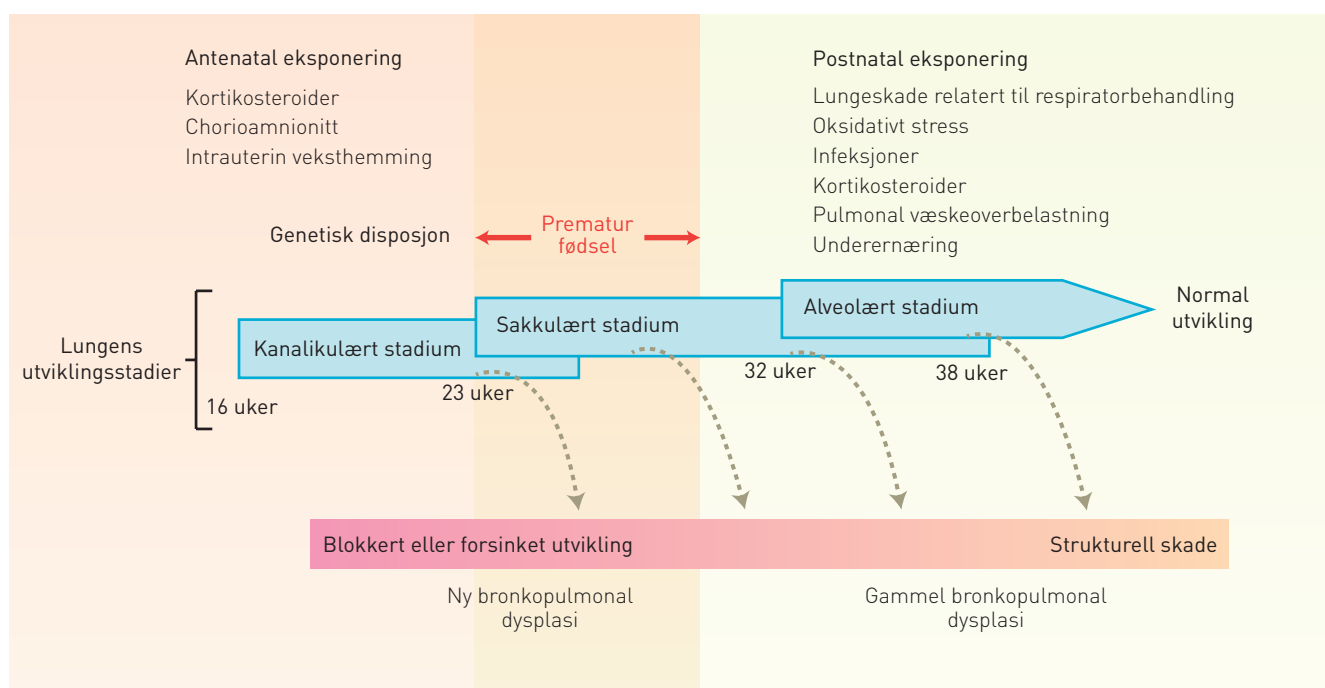 Antenatal eksponering
Kortikosteroider
Chorioamnionitt
Intrauterin veksthemming
Genetisk disposjon
Prematur
fødsel
Postnatal eksponering
Lungeskade relatert til respiratorbehandling
Oksidativt stress
Infeksjoner
Kortikosteroider
Pulmonal væskeoverbelastning
Underernæring
Lungens
utviklingsstadier
Kanalikulært stadium
Sakkulært stadium
Alveolært stadium
Normal
utvikling
16 uker
23 uker
32 uker
38 uker
Blokkert eller forsinket utvikling
Strukturell skade
Ny bronkopulmonal
dysplasi
Gammel bronkopulmonal
dysplasi